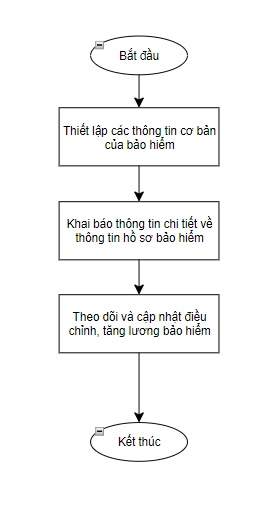 Bắt đầu
Thiết lập các thông tin cơ bản
của bảo hiểm
Khai báo thông tin chi tiết về
thông tin hồ sơ bảo hiểm
Theo dõi và cập nhật điều
chỉnh, tăng lương bảo hiểm
Kết thúc